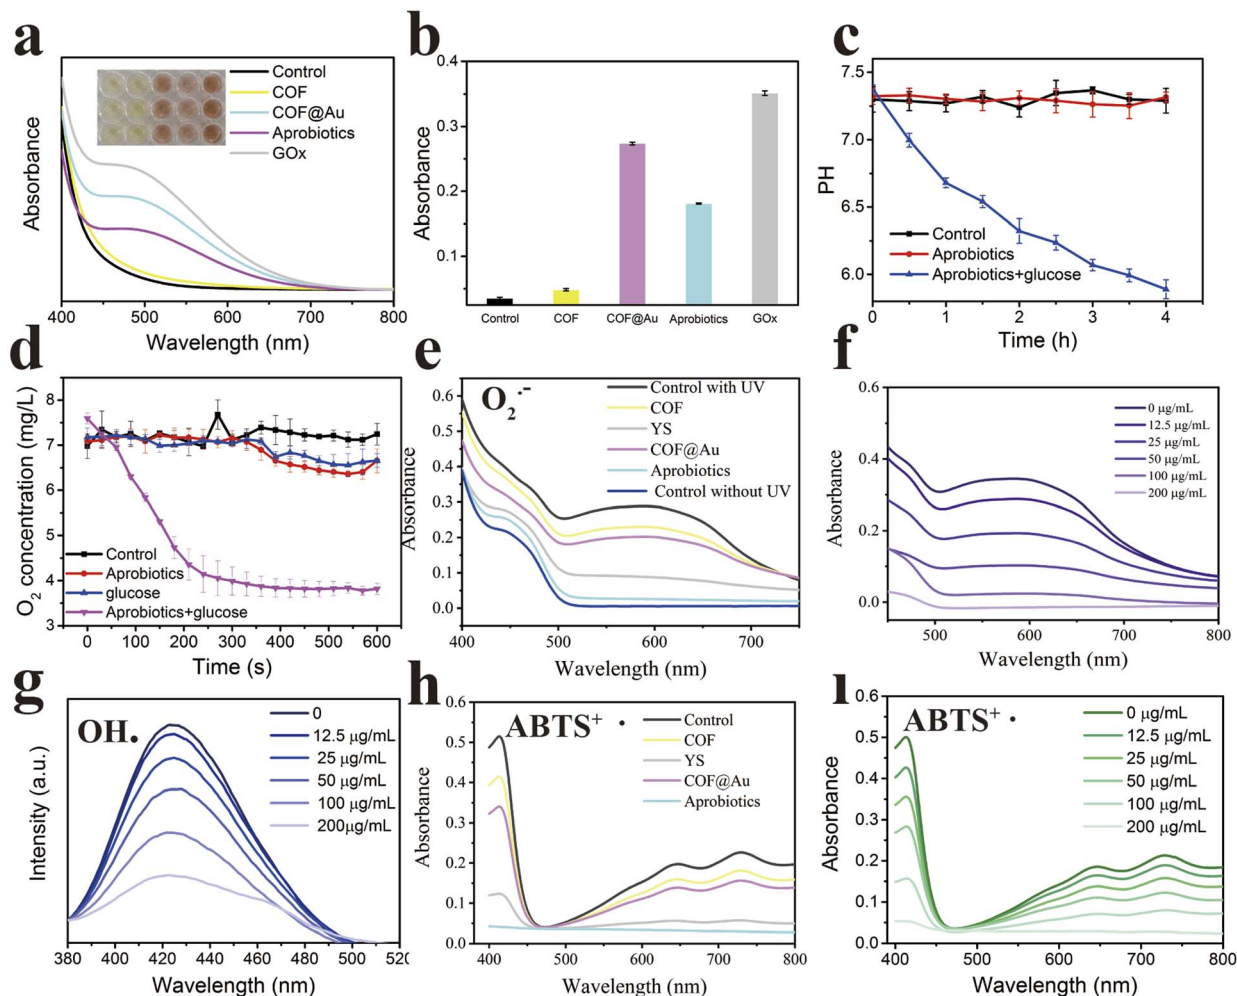 a
Absorbance
Control
COF
COF@Au
Aprobiotics
GOx
400 500 600 700 800
Wavelength (nm)
b
Absorbance
0.4
0.3
0.2
0.1
Control COF COF@Au Aprobiotics GOx
c
PH
7.5
7.0
6.5
6.0
Control
Aprobiotics
Aprobiotics+glucose
0 1 2 3 4
Time (h)
d
O2 concentration (mg/L)
8
7
6
5
4
3
Control
Aprobiotics
glucose
Aprobiotics+glucose
0 100 200 300 400 500 600
Time (s)
e
O2·-
Absorbance
0.6
0.5
0.4
0.3
0.2
0.1
0.0
Control with UV
COF
YS
COF@Au
Aprobiotics
Control without UV
400 500 600 700
Wavelength (nm)
f
Absorbance
0.6
0.4
0.2
0.0
0 μg/mL
12.5 μg/mL
25 μg/mL
50 μg/mL
100 μg/mL
200 μg/mL
500 600 700 800
Wavelength (nm)
g
OH.
Intensity (a.u.)
0
12.5 μg/mL
25 μg/mL
50 μg/mL
100 μg/mL
200μg/mL
380 400 420 440 460 480 500 520
Wavelength (nm)
h
ABTS+ ·
Absorbance
0.6
0.5
0.4
0.3
0.2
0.1
0.0
Control
COF
YS
COF@Au
Aprobiotics
400 500 600 700 800
Wavelength (nm)
ı
ABTS+ ·
Absorbance
0.6
0.5
0.4
0.3
0.2
0.1
0.0
0 μg/mL
12.5 μg/mL
25 μg/mL
50 μg/mL
100 μg/mL
200 μg/mL
400 500 600 700 800
Wavelength (nm)